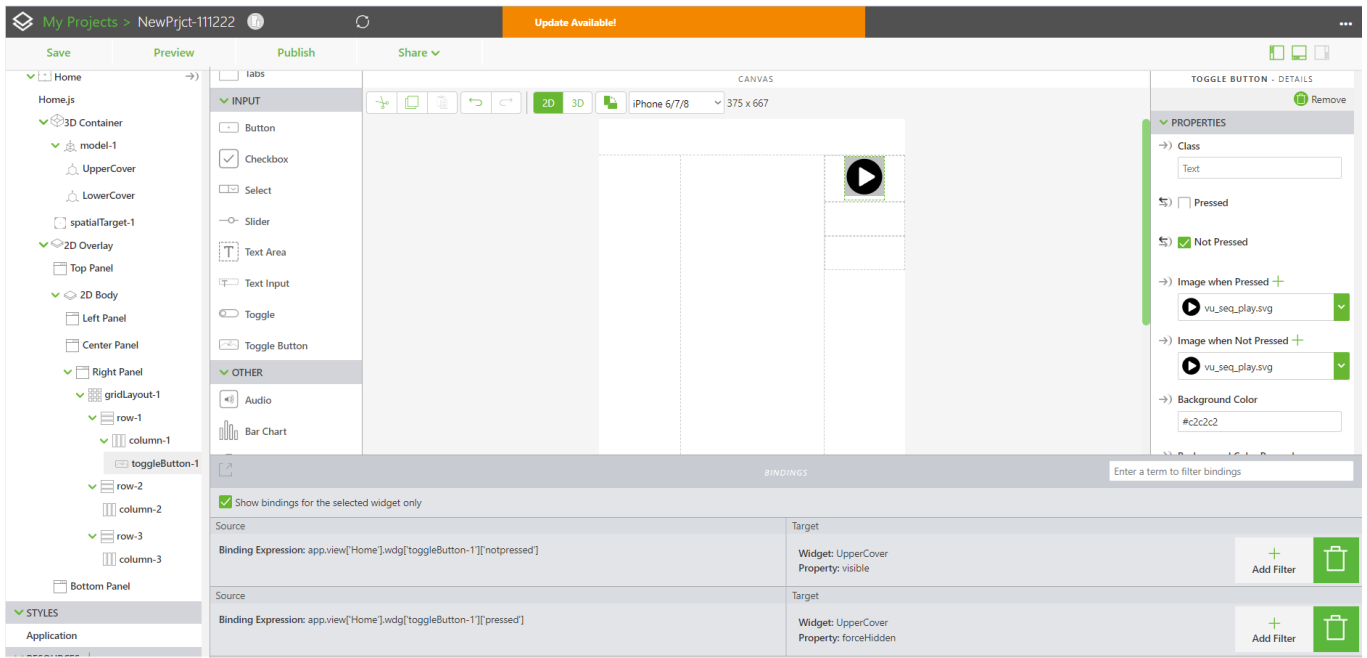 My Projects > NewPrjct-111222
Update Available!
Save
Preview
Publish
Share
Home
Home.js
3D Container
model-1
UpperCover
LowerCover
spatialTarget-1
2D Overlay
Top Panel
2D Body
Left Panel
Center Panel
Right Panel
gridLayout-1
row-1
column-1
toggleButton-1
row-2
column-2
row-3
column-3
Bottom Panel
STYLES
Application
RESOURCES
Tabs
INPUT
Button
Checkbox
Select
Slider
Text Area
Text Input
Toggle
Toggle Button
OTHER
Audio
Bar Chart
CANVAS
2D
3D
iPhone 6/7/8
375 x 667
TOGGLE BUTTON - DETAILS
Remove
PROPERTIES
Class
Text
Pressed
Not Pressed
Image when Pressed
vu_seq_play.svg
Image when Not Pressed
vu_seq_play.svg
Background Color
#c2c2c2
BINDINGS
Enter a term to filter bindings
Show bindings for the selected widget only
Source
Target
Binding Expression: app.view['Home'].wdg['toggleButton-1']['notpressed']
Widget: UpperCover
Property: visible
Add Filter
Source
Target
Binding Expression: app.view['Home'].wdg['toggleButton-1']['pressed']
Widget: UpperCover
Property: forceHidden
Add Filter